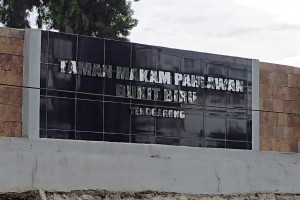 TAMAN MAKAM PAHLAWAN
BUKIT BIRU
TENGGARONG